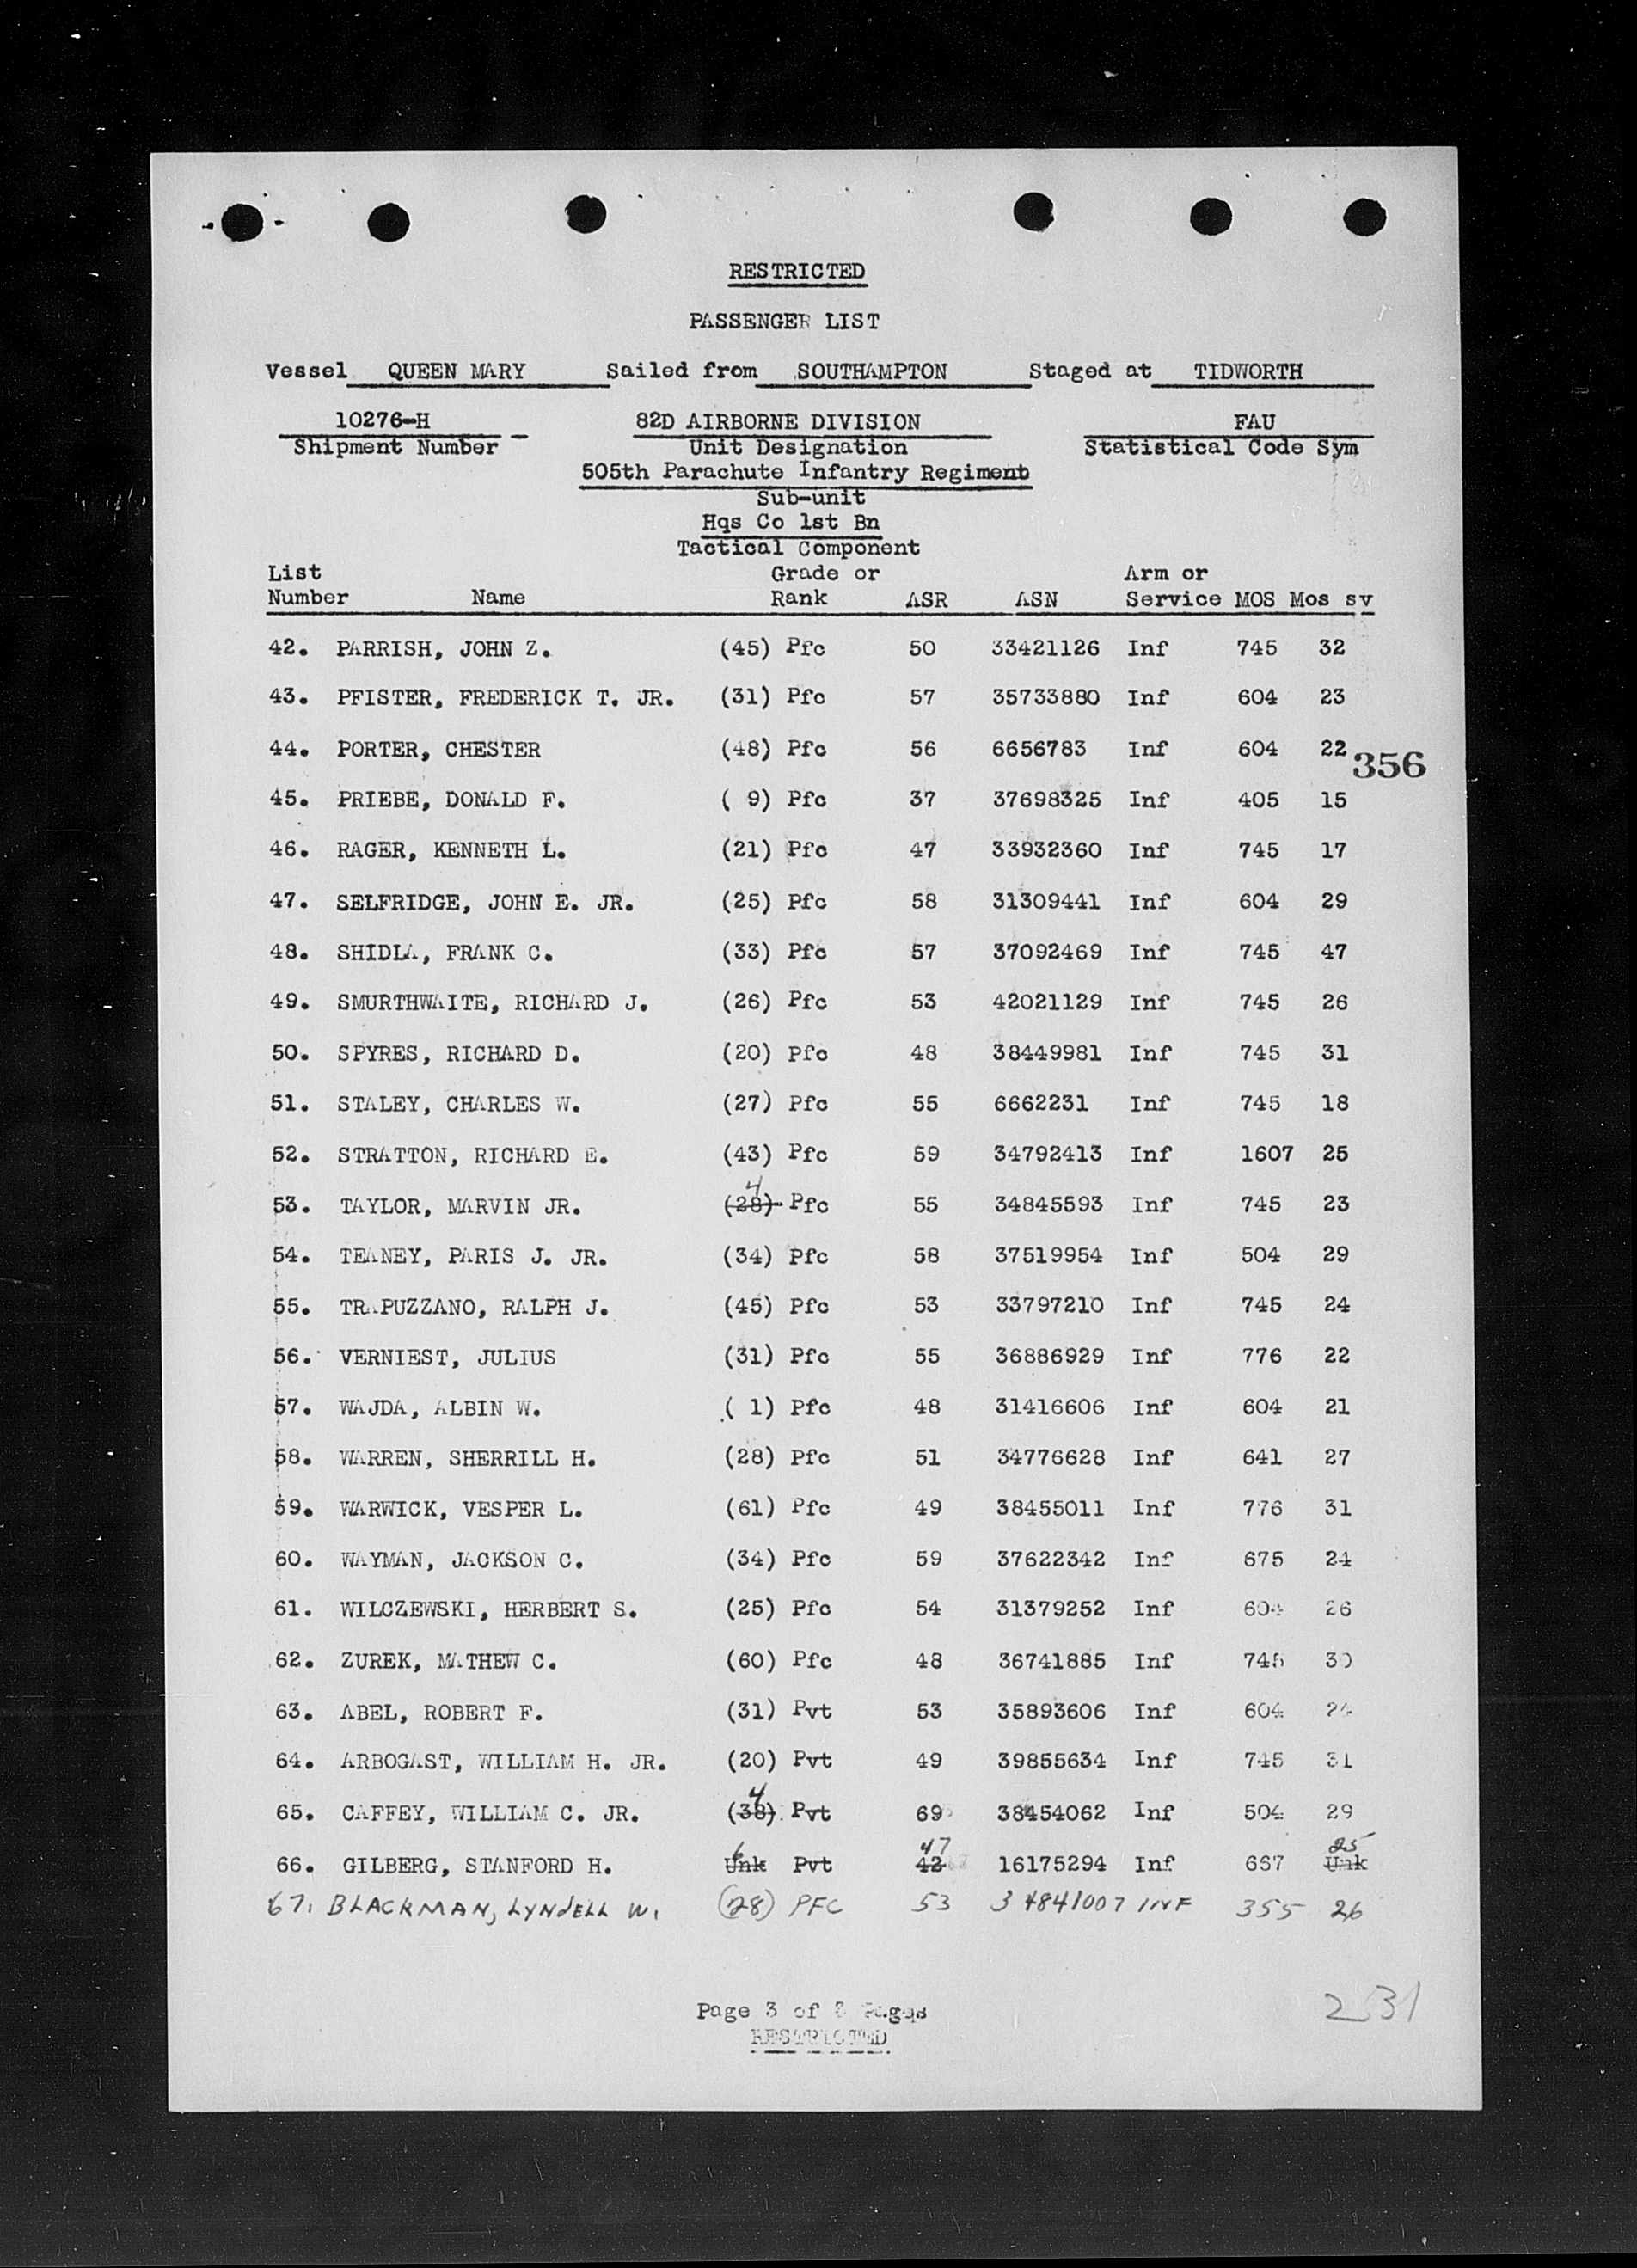 RESTRICTED
PASSENGER LIST
Vessel QUEEN MARY Sailed from SOUTHAMPTON Staged at TIDWORTH
10276-H 82D AIRBORNE DIVISION FAU
Shipment Number Unit Designation Statistical Code Sym
505th Parachute Infantry Regiment
Sub-unit
Hqs Co 1st Bn
Tactical Component
List Grade or Arm or
Number Name Rank ASR ASN Service MOS Mos sv
42. PARRISH, JOHN Z. (45) Pfc 50 33421126 Inf 745 32
43. PFISTER, FREDERICK T. JR. (31) Pfc 57 35733880 Inf 604 23
44. PORTER, CHESTER (48) Pfc 56 6656783 Inf 604 22
356
45. PRIEBE, DONALD F. ( 9) Pfc 37 37698325 Inf 405 15
46. RAGER, KENNETH L. (21) Pfc 47 33932360 Inf 745 17
47. SELFRIDGE, JOHN E. JR. (25) Pfc 58 31309441 Inf 604 29
48. SHIDLA, FRANK C. (33) Pfc 57 37092469 Inf 745 47
49. SMURTHWAITE, RICHARD J. (26) Pfc 53 42021129 Inf 745 26
50. SPYRES, RICHARD D. (20) Pfc 48 38449981 Inf 745 31
51. STALEY, CHARLES W. (27) Pfc 55 6662231 Inf 745 18
52. STRATTON, RICHARD E. (43) Pfc 59 34792413 Inf 1607 25
4
53. TAYLOR, MARVIN JR. (28) Pfc 55 34845593 Inf 745 23
54. TEANEY, PARIS J. JR. (34) Pfc 58 37519954 Inf 504 29
55. TRAPUZZANO, RALPH J. (45) Pfc 53 33797210 Inf 745 24
56. VERNIEST, JULIUS (31) Pfc 55 36886929 Inf 776 22
57. WAJDA, ALBIN W. ( 1) Pfc 48 31416606 Inf 604 21
58. WARREN, SHERRILL H. (28) Pfc 51 34776628 Inf 641 27
59. WARWICK, VESPER L. (61) Pfc 49 38455011 Inf 776 31
60. WAYMAN, JACKSON C. (34) Pfc 59 37622342 Inf 675 24
61. WILCZEWSKI, HERBERT S. (25) Pfc 54 31379252 Inf 604 26
62. ZUREK, MATHEW C. (60) Pfc 48 36741885 Inf 745 30
63. ABEL, ROBERT F. (31) Pvt 53 35893606 Inf 604 24
64. ARBOGAST, WILLIAM H. JR. (20) Pvt 49 39855634 Inf 745 31
4
65. CAFFEY, WILLIAM C. JR. (38) Pvt 69 38454062 Inf 504 29
6 47 25
66. GILBERG, STANFORD H. Unk Pvt 42 16175294 Inf 667 Unk
67. BLACKMAN, LYNDELL W. (28) PFC 53 34841007 INF 355 26
Page 3 of Pages
RESTRICTED
231